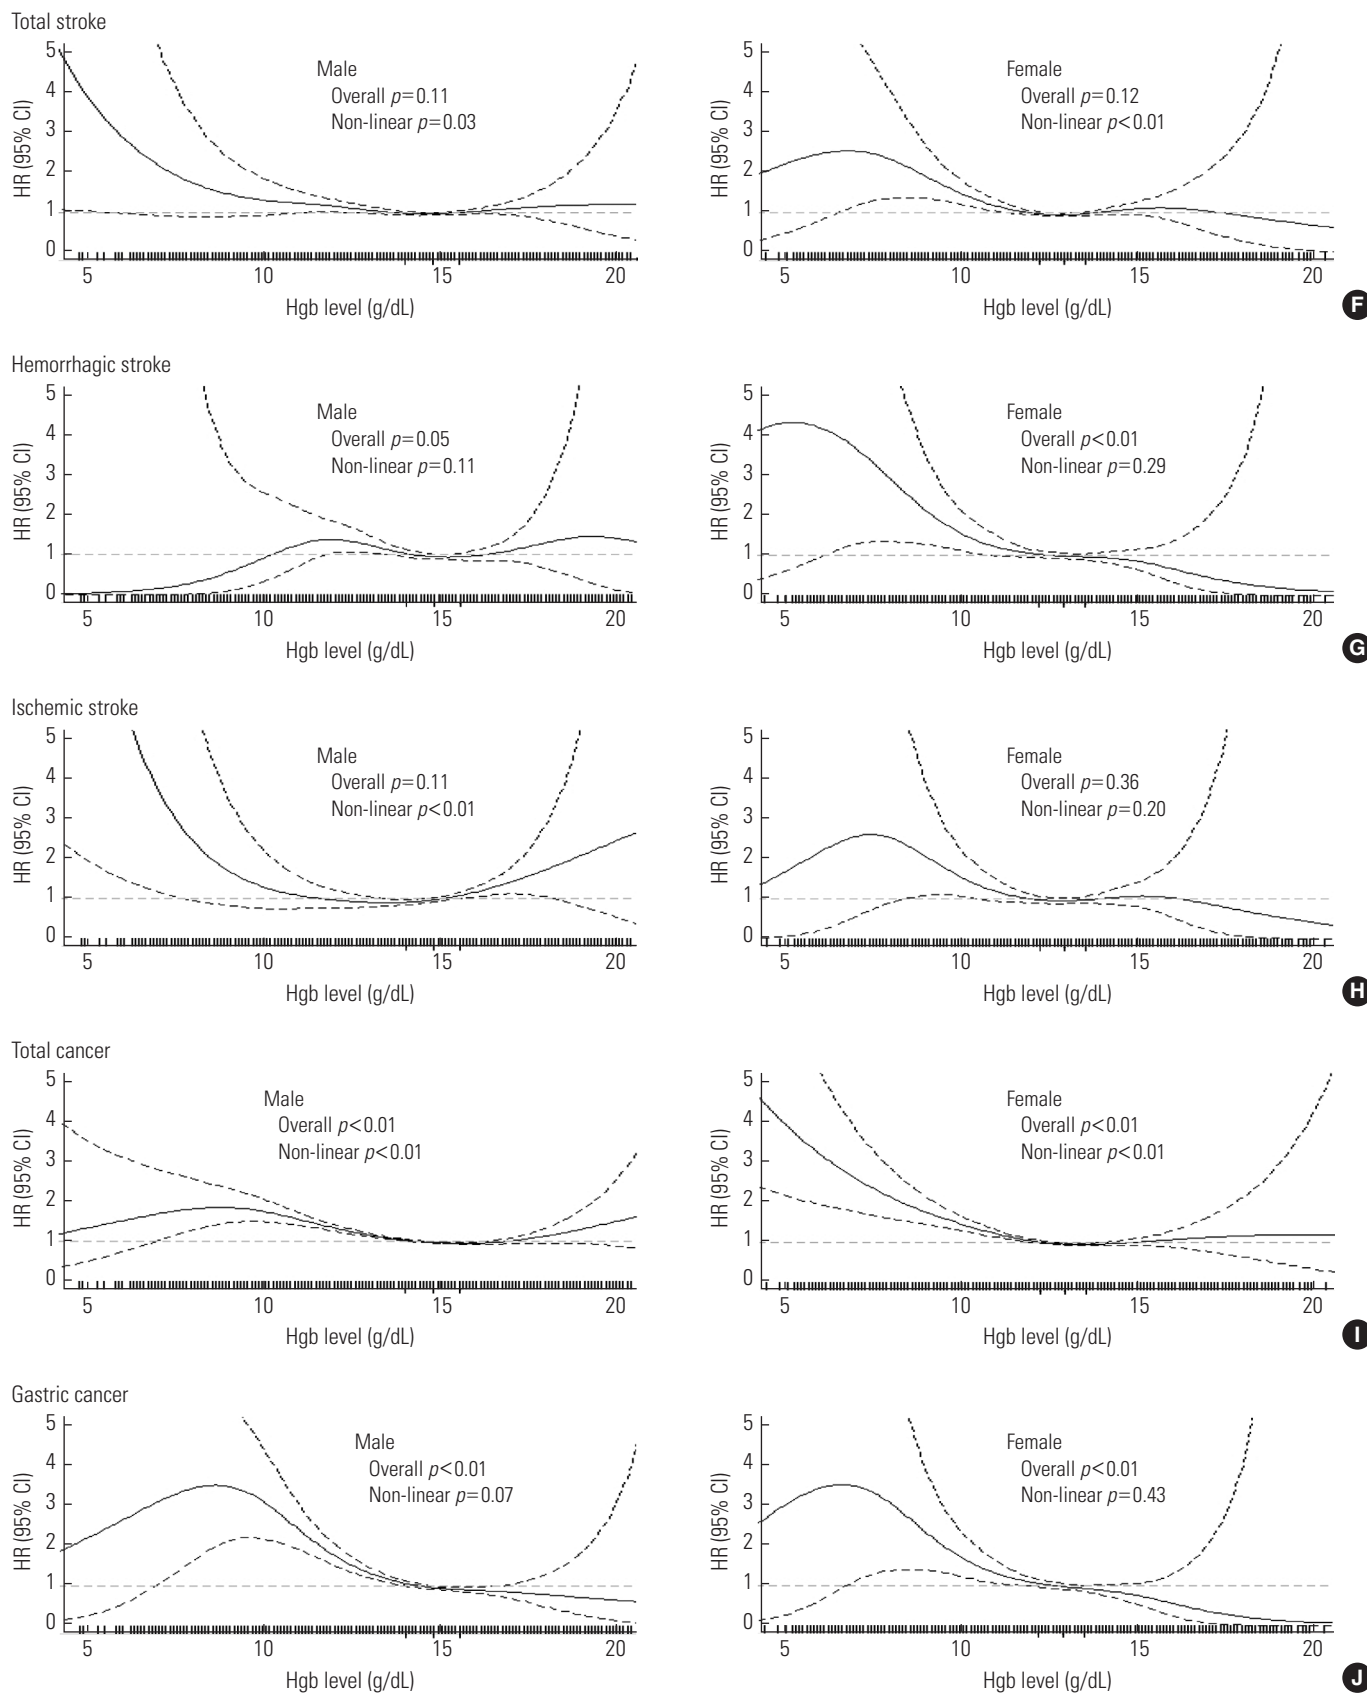 Total stroke
HR (95% CI)
5
4
3
2
1
0
Male
Overall p=0.11
Non-linear p=0.03
5 10 15 20
Hgb level (g/dL)
HR (95% CI)
5
4
3
2
1
0
Female
Overall p=0.12
Non-linear p<0.01
5 10 15 20
Hgb level (g/dL)
F
Hemorrhagic stroke
HR (95% CI)
5
4
3
2
1
0
Male
Overall p=0.05
Non-linear p=0.11
5 10 15 20
Hgb level (g/dL)
HR (95% CI)
5
4
3
2
1
0
Female
Overall p<0.01
Non-linear p=0.29
5 10 15 20
Hgb level (g/dL)
G
Ischemic stroke
HR (95% CI)
5
4
3
2
1
0
Male
Overall p=0.11
Non-linear p<0.01
5 10 15 20
Hgb level (g/dL)
HR (95% CI)
5
4
3
2
1
0
Female
Overall p=0.36
Non-linear p=0.20
5 10 15 20
Hgb level (g/dL)
H
Total cancer
HR (95% CI)
5
4
3
2
1
0
Male
Overall p<0.01
Non-linear p<0.01
5 10 15 20
Hgb level (g/dL)
HR (95% CI)
5
4
3
2
1
0
Female
Overall p<0.01
Non-linear p<0.01
5 10 15 20
Hgb level (g/dL)
I
Gastric cancer
HR (95% CI)
5
4
3
2
1
0
Male
Overall p<0.01
Non-linear p=0.07
5 10 15 20
Hgb level (g/dL)
HR (95% CI)
5
4
3
2
1
0
Female
Overall p<0.01
Non-linear p=0.43
5 10 15 20
Hgb level (g/dL)
J